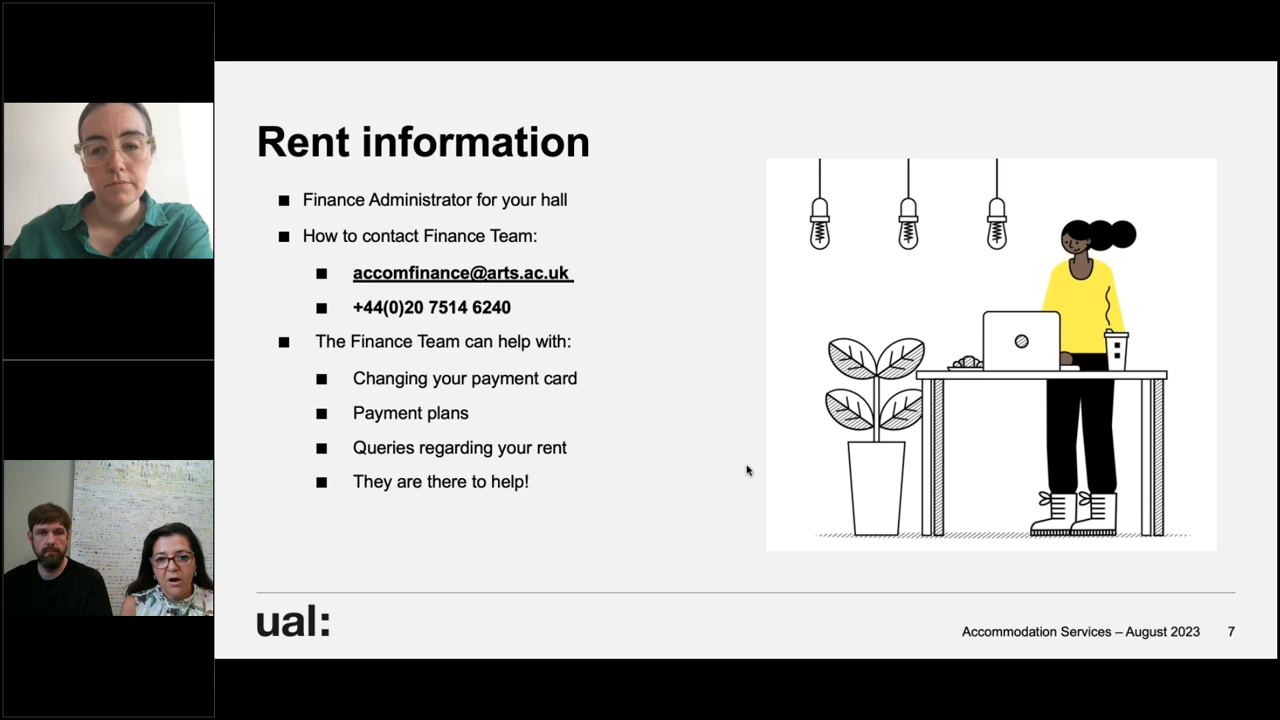 Rent information
■ Finance Administrator for your hall
■ How to contact Finance Team:
■ accomfinance@arts.ac.uk
■ +44(0)20 7514 6240
■ The Finance Team can help with:
■ Changing your payment card
■ Payment plans
■ Queries regarding your rent
■ They are there to help!
ual:
Accommodation Services – August 2023 7